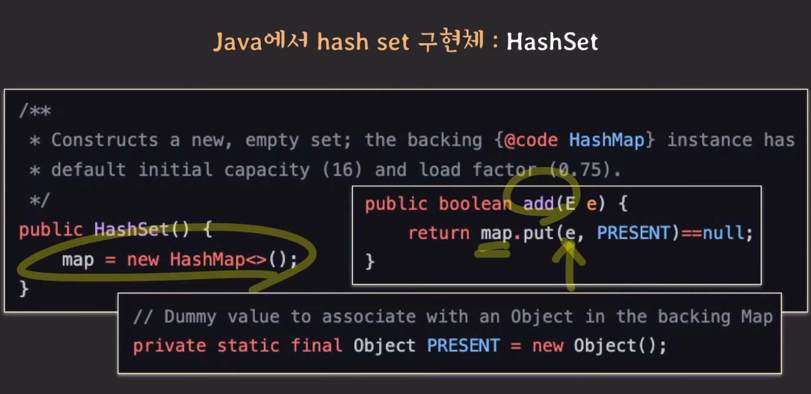 Java에서 hash set 구현체 : HashSet
/**
* Constructs a new, empty set; the backing {@code HashMap} instance has
* default initial capacity (16) and load factor (0.75).
*/
public HashSet() {
map = new HashMap<>();
}
public boolean add(E e) {
return map.put(e, PRESENT)==null;
}
// Dummy value to associate with an Object in the backing Map
private static final Object PRESENT = new Object();